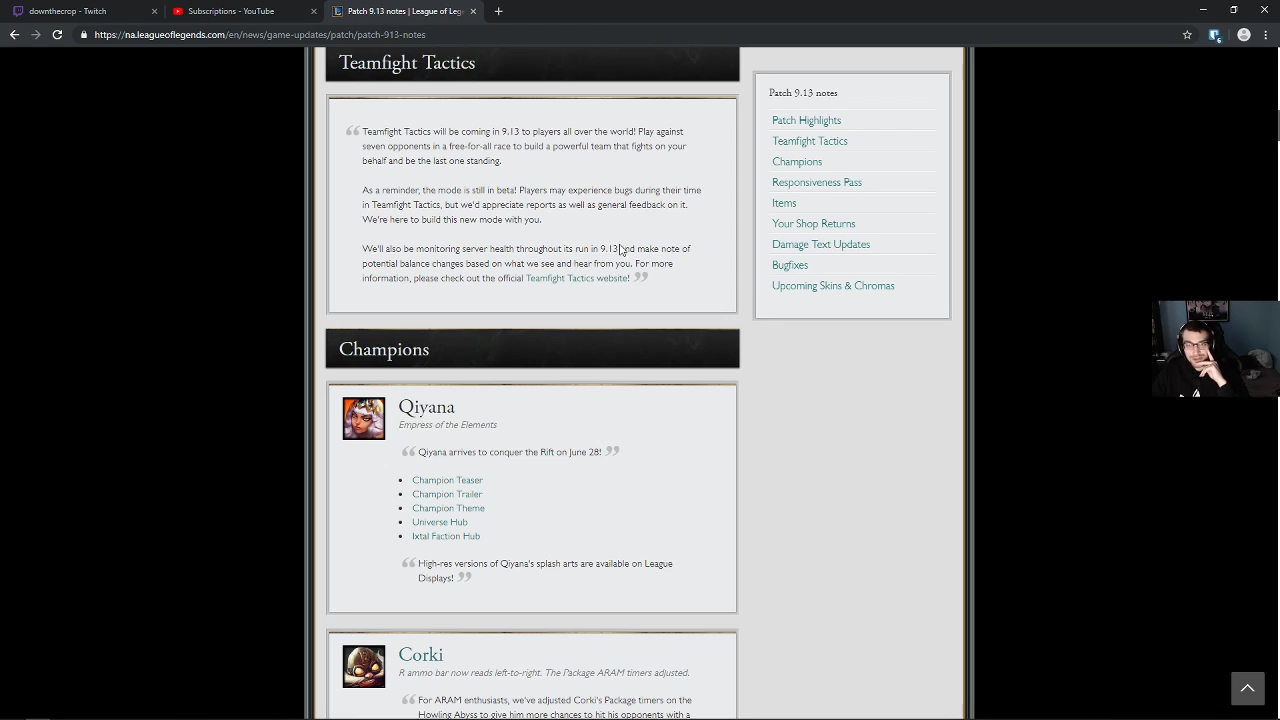 downthecrop - Twitch
Subscriptions - YouTube
Patch 9.13 notes | League of Leg
https://na.leagueoflegends.com/en/news/game-updates/patch/patch-913-notes
Teamfight Tactics
Teamfight Tactics will be coming in 9.13 to players all over the world! Play against
seven opponents in a free-for-all race to build a powerful team that fights on your
behalf and be the last one standing.
As a reminder, the mode is still in beta! Players may experience bugs during their time
in Teamfight Tactics, but we'd appreciate reports as well as general feedback on it.
We're here to build this new mode with you.
We'll also be monitoring server health throughout its run in 9.13 and make note of
potential balance changes based on what we see and hear from you. For more
information, please check out the official Teamfight Tactics website!
Patch 9.13 notes
Patch Highlights
Teamfight Tactics
Champions
Responsiveness Pass
Items
Your Shop Returns
Damage Text Updates
Bugfixes
Upcoming Skins & Chromas
Champions
Qiyana
Empress of the Elements
Qiyana arrives to conquer the Rift on June 28!
• Champion Teaser
• Champion Trailer
• Champion Theme
• Universe Hub
• Ixtal Faction Hub
High-res versions of Qiyana's splash arts are available on League
Displays!
Corki
R ammo bar now reads left-to-right. The Package ARAM timers adjusted.
For ARAM enthusiasts, we've adjusted Corki's Package timers on the
Howling Abyss to give him more chances to hit his opponents with a